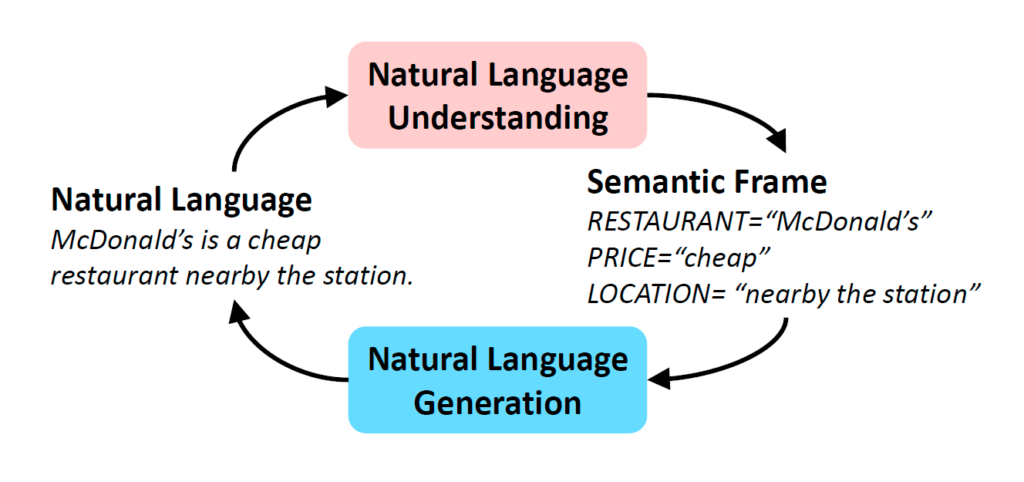 Natural Language
Understanding
Natural Language
McDonald’s is a cheap
restaurant nearby the station.
Semantic Frame
RESTAURANT=“McDonald’s”
PRICE=“cheap”
LOCATION= “nearby the station”
Natural Language
Generation